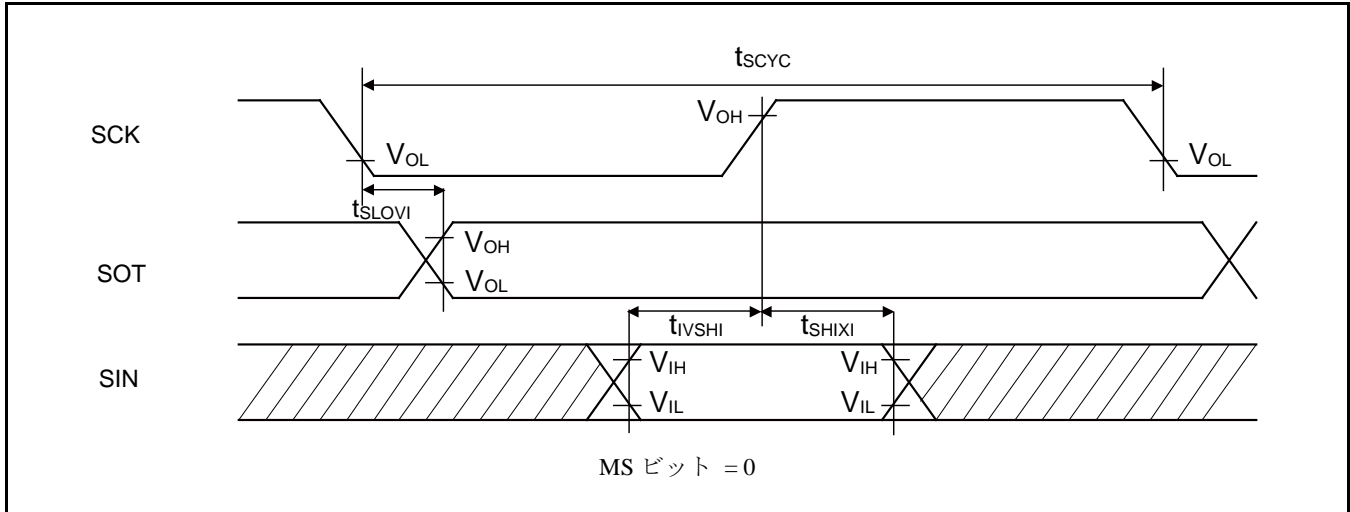 tSCYC
SCK
VOH
VOL
VOL
tSLOVI
SOT
VOH
VOL
tIVSHI
tSHIXI
SIN
VIH
VIH
VIL
VIL
MS ビット = 0